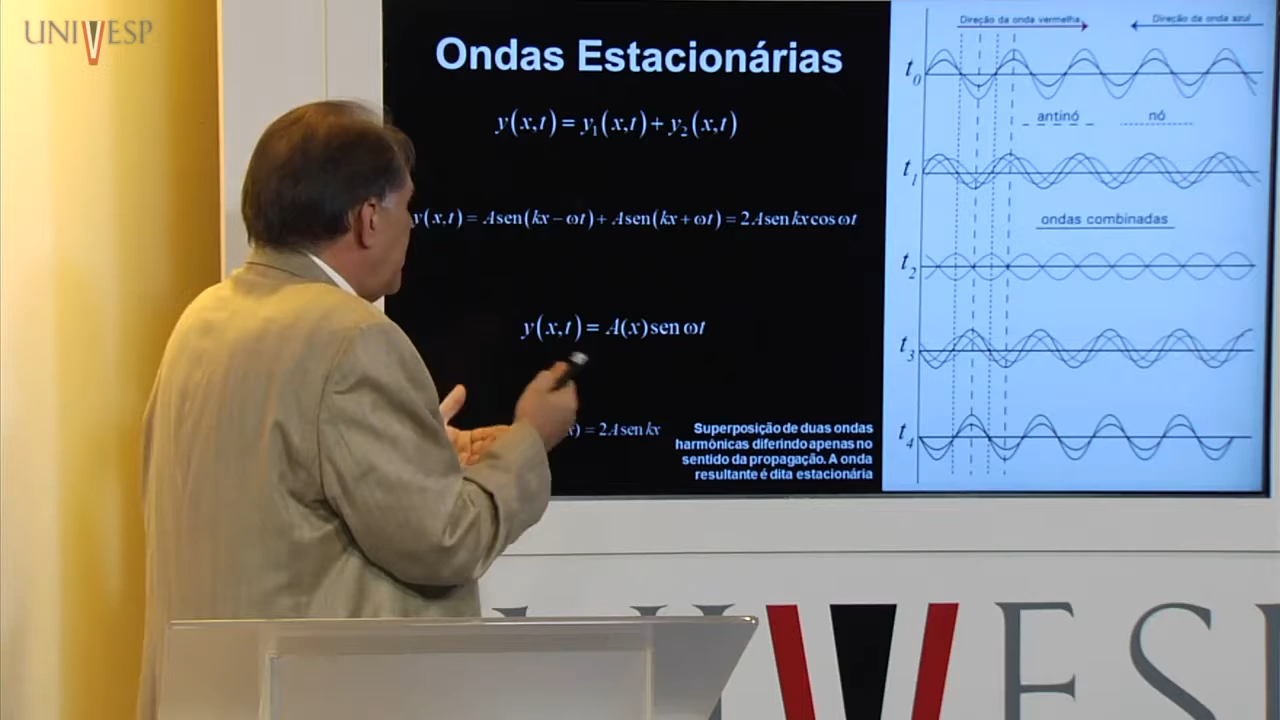 UNIVESP
Ondas Estacionárias
y(x,t) = y₁(x,t) + y₂(x,t)
y(x,t) = Asen(kx − ωt) + Asen(kx + ωt) = 2Asen kx cos ωt
y(x,t) = A(x)sen ωt
x) = 2Asen kx
Superposição de duas ondas
harmônicas diferindo apenas no
sentido da propagação. A onda
resultante é dita estacionária
Direção da onda vermelha
Direção da onda azul
t₀
antinó
nó
t₁
ondas combinadas
t₂
t₃
t₄
VESP